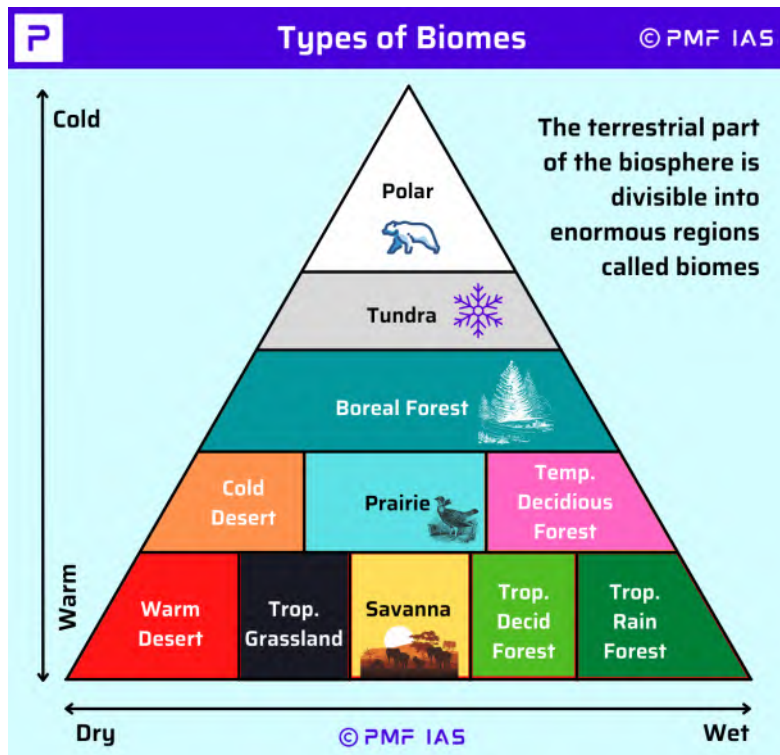 P
Types of Biomes
© PMF IAS
Cold
The terrestrial part
of the biosphere is
divisible into
enormous regions
called biomes
Polar
Tundra
Boreal Forest
Cold
Desert
Prairie
Temp.
Decidious
Forest
Warm
Warm
Desert
Trop.
Grassland
Savanna
Trop.
Decid
Forest
Trop.
Rain
Forest
Dry
© PMF IAS
Wet